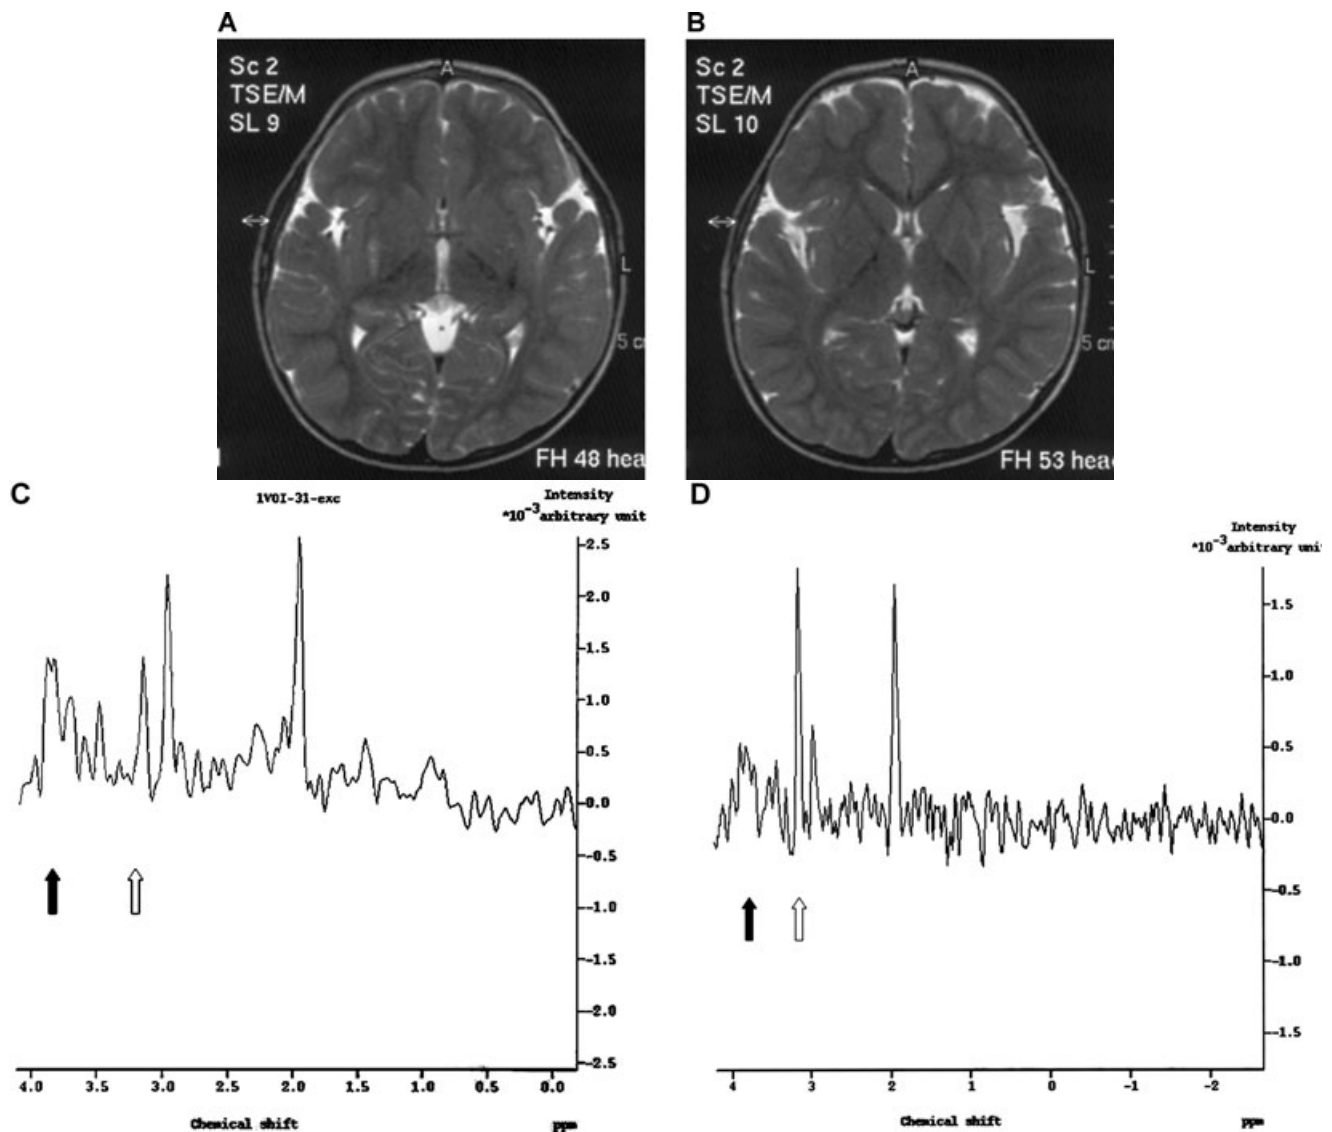 A
B
Sc 2
TSE/M
SL 9
A
L
5 cm
FH 48 hea
Sc 2
TSE/M
SL 10
A
L
5 cm
FH 53 hea
C
1VOI-31-exc
Intensity
*10-3 arbitrary unit
2.5
2.0
1.5
1.0
0.5
0.0
-0.5
-1.0
-1.5
-2.0
-2.5
4.0 3.5 3.0 2.5 2.0 1.5 1.0 0.5 0.0
Chemical shift ppm
D
Intensity
*10-3 arbitrary uni
1.5
1.0
0.5
0.0
-0.5
-1.0
-1.5
4 3 2 1 0 -1 -2
Chemical shift ppm